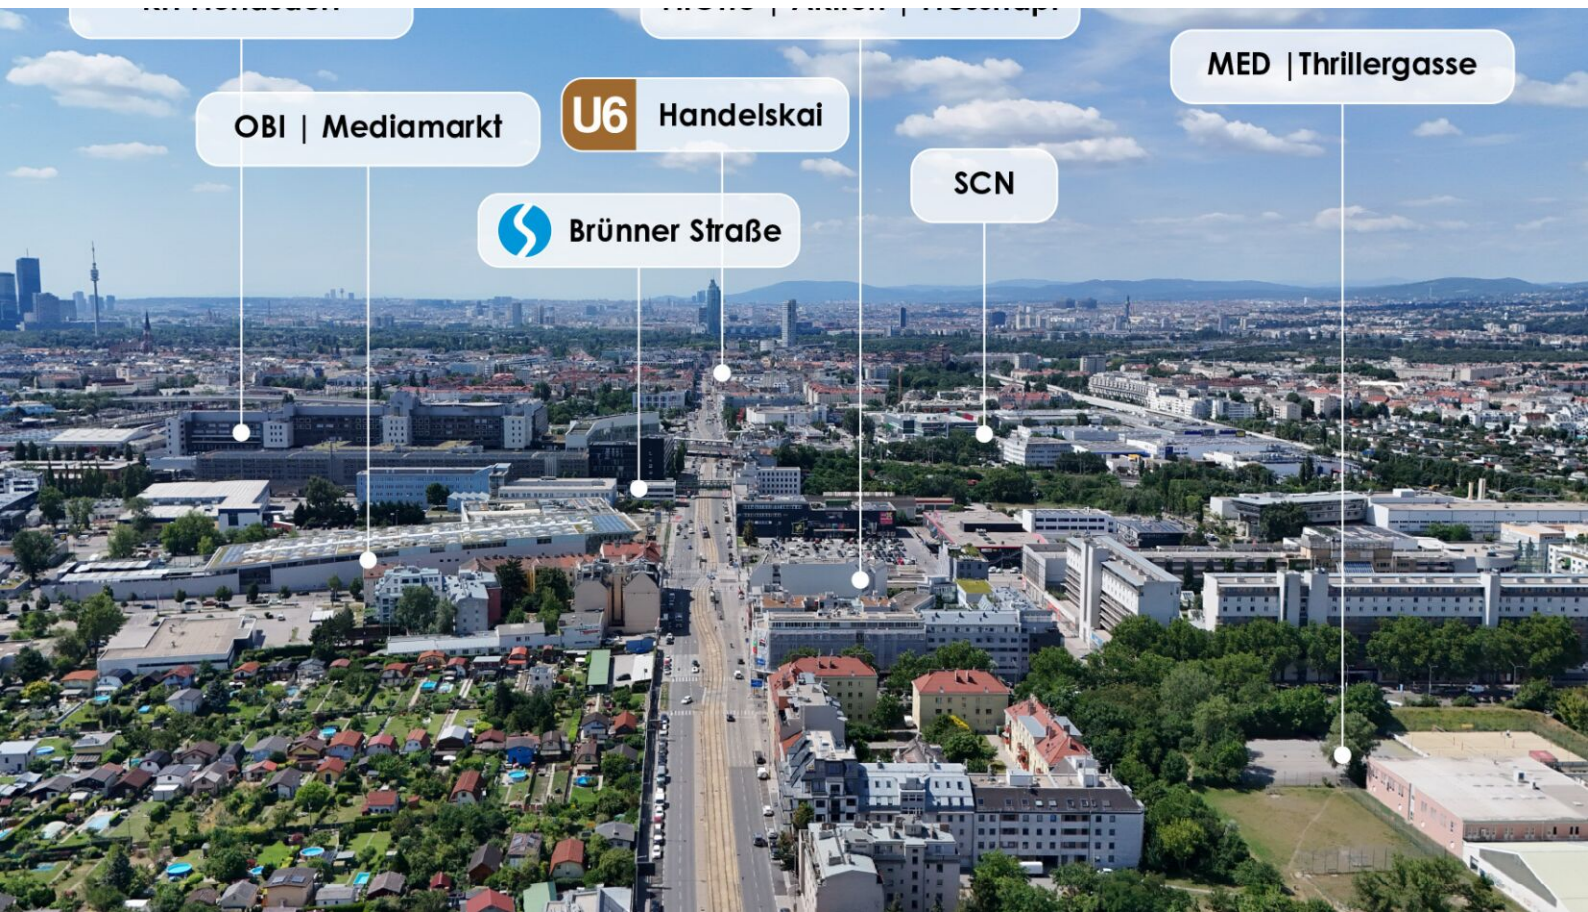 MED | Thrillergasse
U6 Handelskai
OBI | Mediamarkt
SCN
Brünner Straße